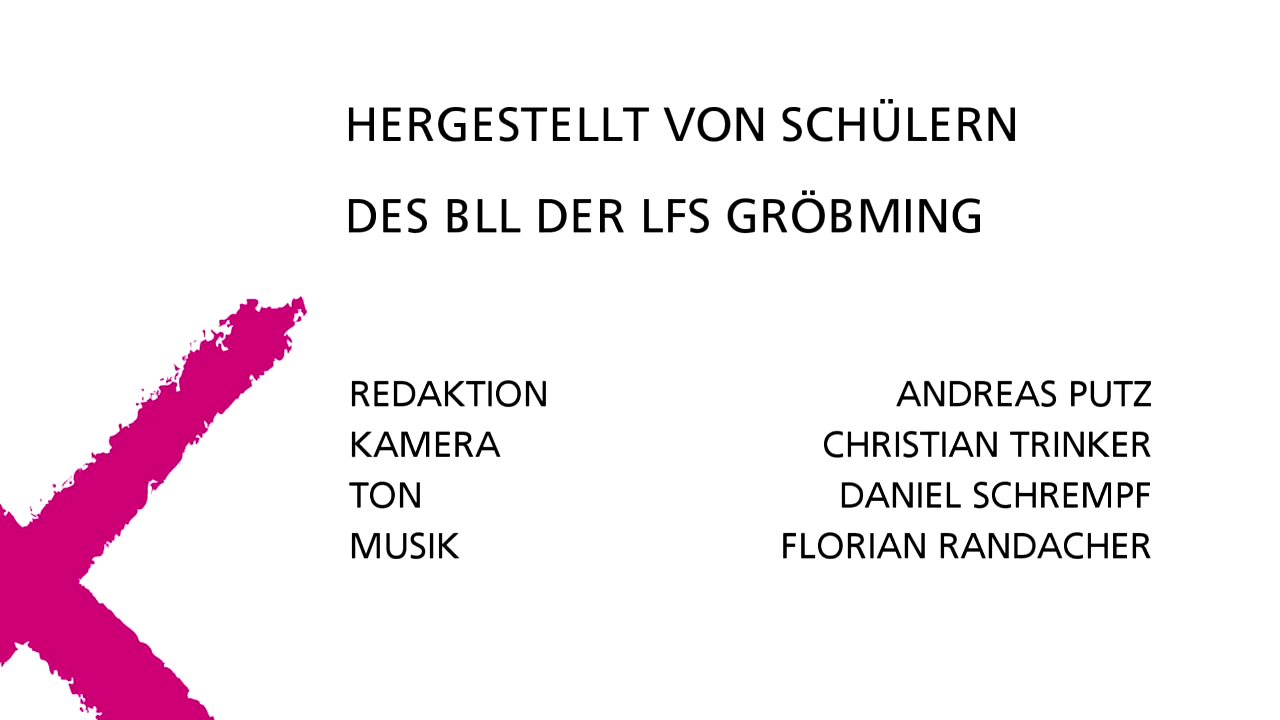 HERGESTELLT VON SCHÜLERN
DES BLL DER LFS GRÖBMING
REDAKTION ANDREAS PUTZ
KAMERA CHRISTIAN TRINKER
TON DANIEL SCHREMPF
MUSIK FLORIAN RANDACHER